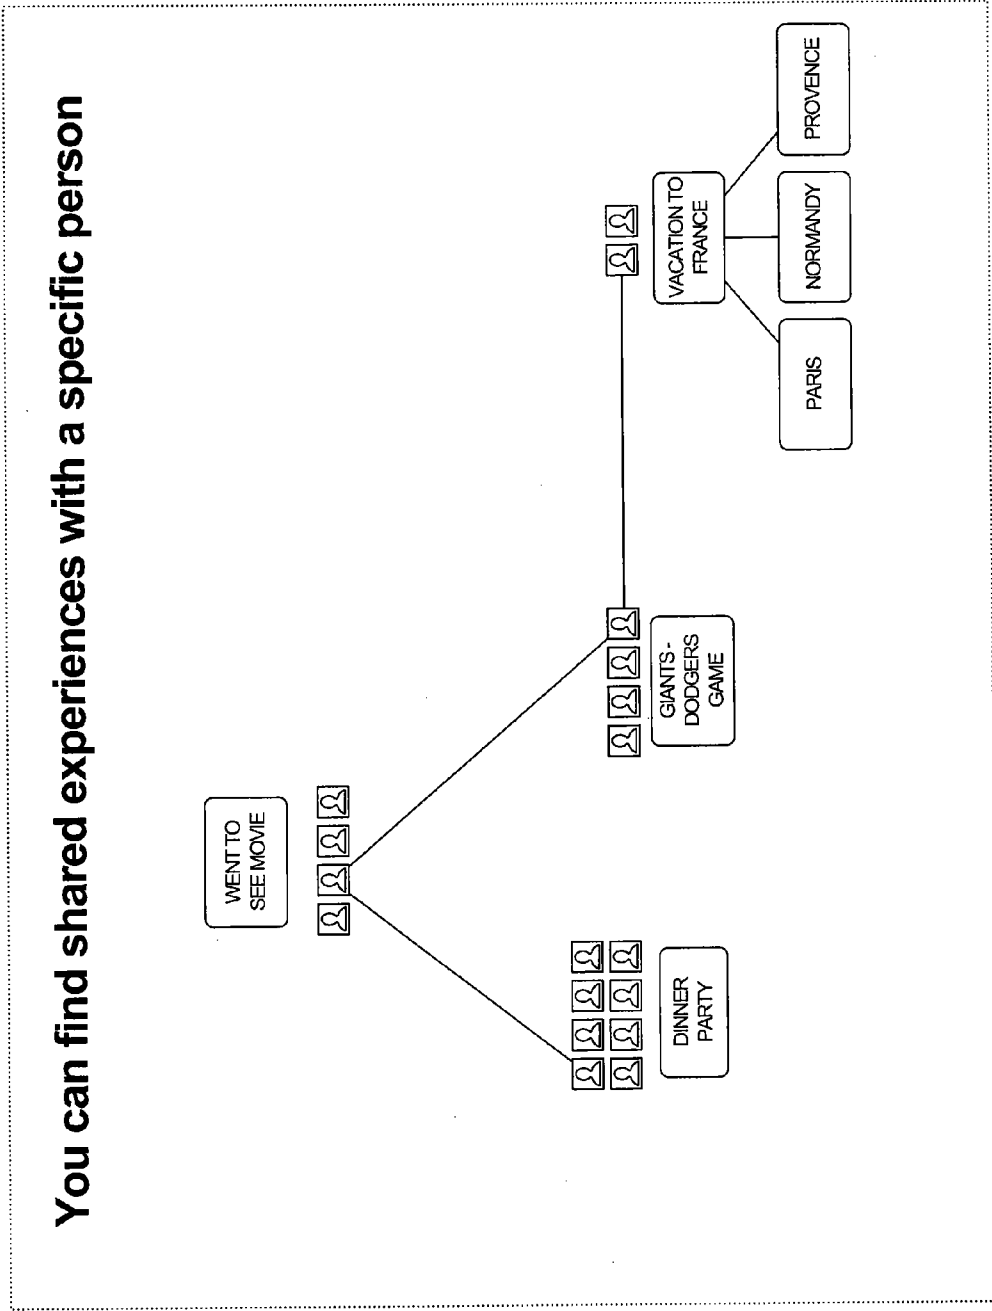 You can find shared experiences with a specific person
WENT TO
SEE MOVIE
DINNER
PARTY
GIANTS -
DODGERS
GAME
VACATION TO
FRANCE
PARIS
NORMANDY
PROVENCE